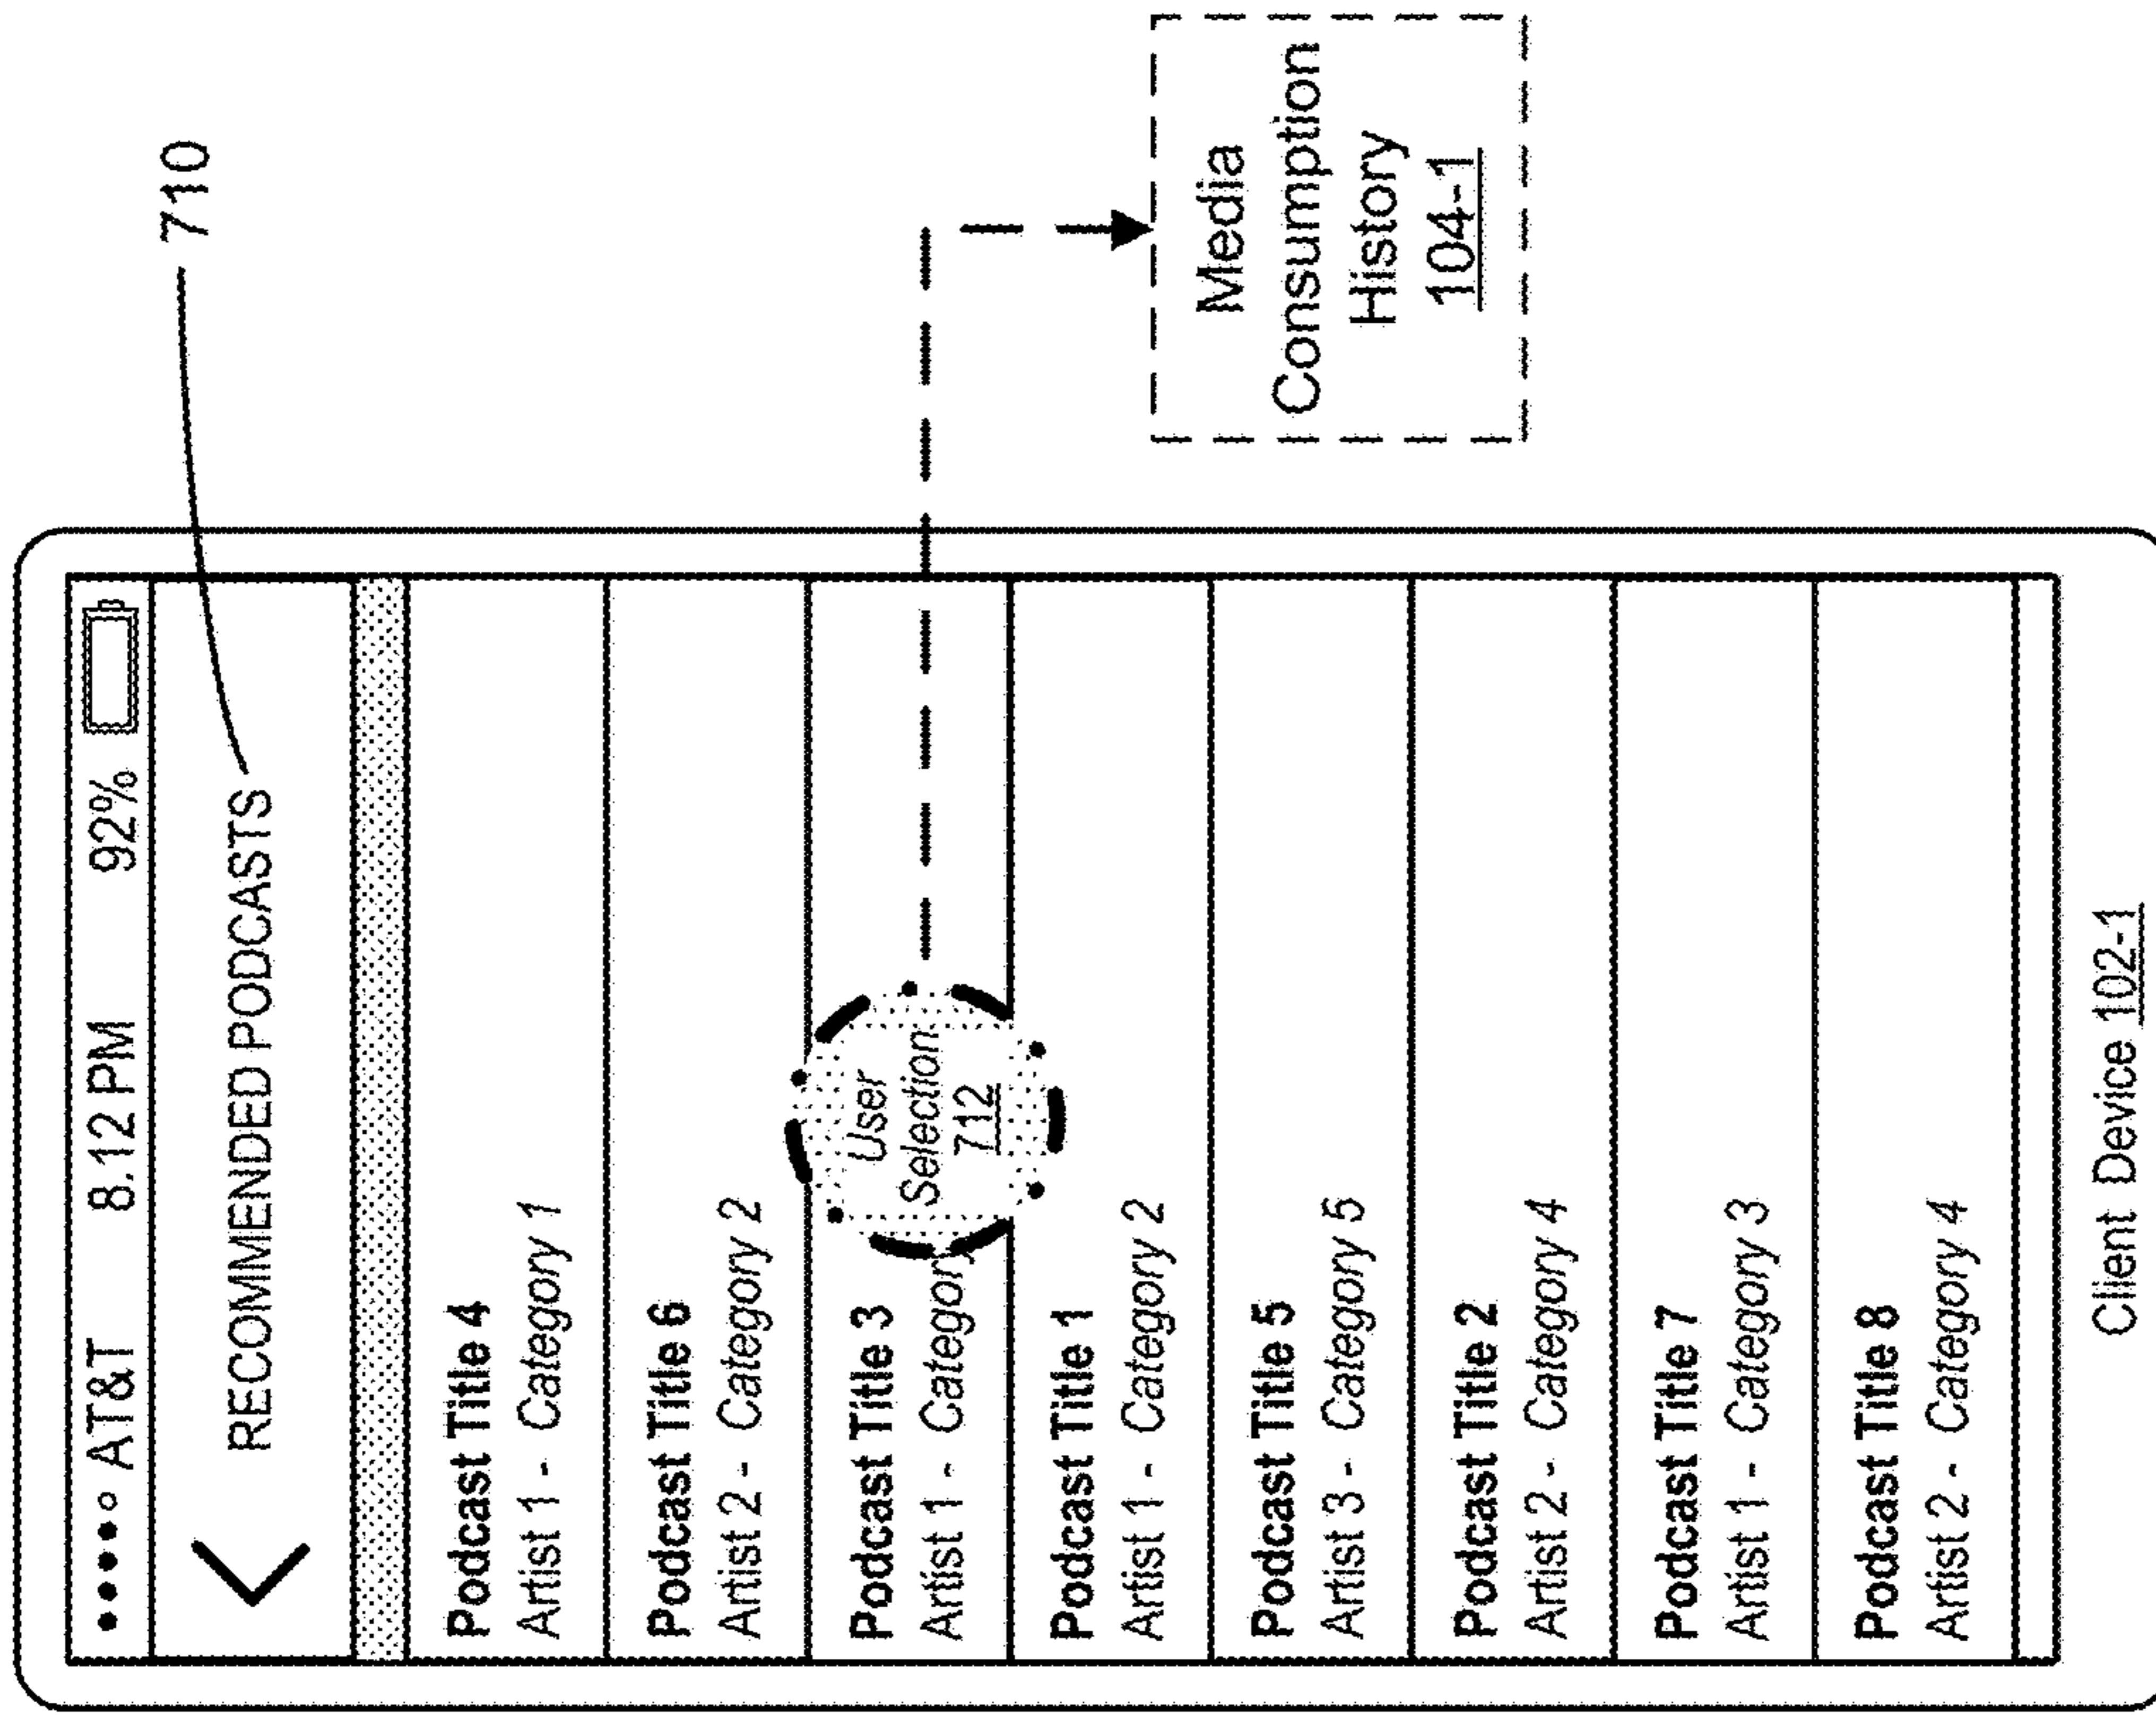 AT&T 8.12 PM 92%
RECOMMENDED PODCASTS
710
Podcast Title 4
Artist 1 - Category 1
Podcast Title 6
Artist 2 - Category 2
Podcast Title 3
Artist 1 - Category
User
Selection
712
Podcast Title 1
Artist 1 - Category 2
Podcast Title 5
Artist 3 - Category 5
Podcast Title 2
Artist 2 - Category 4
Podcast Title 7
Artist 1 - Category 3
Podcast Title 8
Artist 2 - Category 4
Client Device 102-1
Media
Consumption
History
104-1